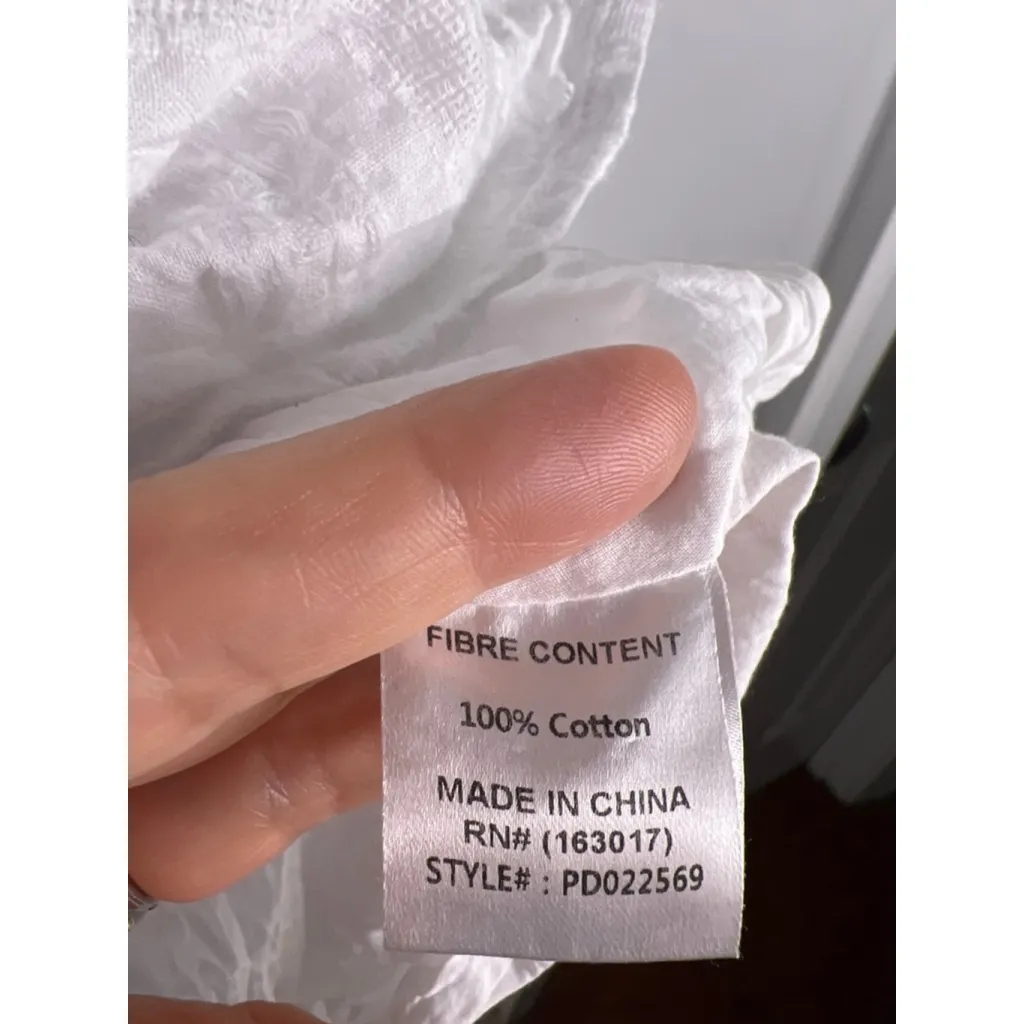 FIBRE CONTENT
100% Cotton
MADE IN CHINA
RN# (163017)
STYLE# : PD022569